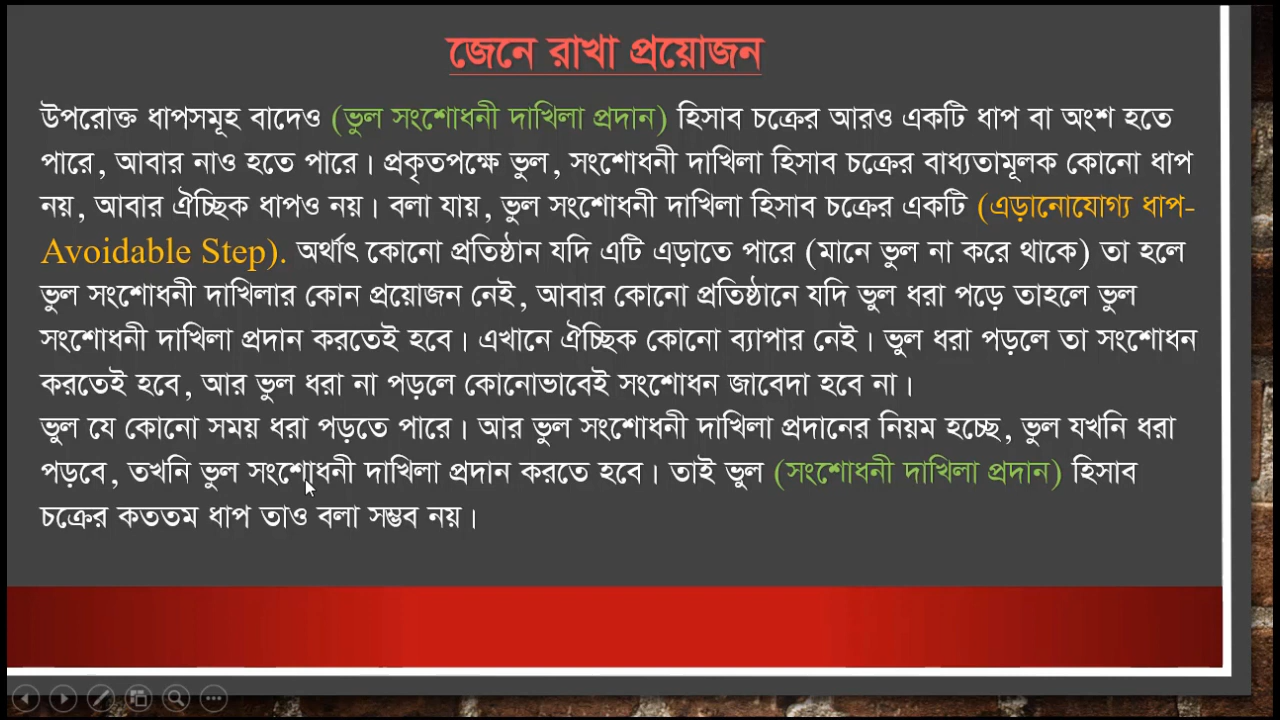 জেনে রাখা প্রয়োজন
উপরোক্ত ধাপসমূহ বাদেও (ভুল সংশোধনী দাখিলা প্রদান) হিসাব চক্রের আরও একটি ধাপ বা অংশ হতে
পারে, আবার নাও হতে পারে। প্রকৃতপক্ষে ভুল, সংশোধনী দাখিলা হিসাব চক্রের বাধ্যতামূলক কোনো ধাপ
নয়, আবার ঐচ্ছিক ধাপও নয়। বলা যায়, ভুল সংশোধনী দাখিলা হিসাব চক্রের একটি (এড়ানোযোগ্য ধাপ-
Avoidable Step). অর্থাৎ কোনো প্রতিষ্ঠান যদি এটি এড়াতে পারে (মানে ভুল না করে থাকে) তা হলে
ভুল সংশোধনী দাখিলার কোন প্রয়োজন নেই, আবার কোনো প্রতিষ্ঠানে যদি ভুল ধরা পড়ে তাহলে ভুল
সংশোধনী দাখিলা প্রদান করতেই হবে। এখানে ঐচ্ছিক কোনো ব্যাপার নেই। ভুল ধরা পড়লে তা সংশোধন
করতেই হবে, আর ভুল ধরা না পড়লে কোনোভাবেই সংশোধন জাবেদা হবে না।
ভুল যে কোনো সময় ধরা পড়তে পারে। আর ভুল সংশোধনী দাখিলা প্রদানের নিয়ম হচ্ছে, ভুল যখনি ধরা
পড়বে, তখনি ভুল সংশোধনী দাখিলা প্রদান করতে হবে। তাই ভুল (সংশোধনী দাখিলা প্রদান) হিসাব
চক্রের কততম ধাপ তাও বলা সম্ভব নয়।